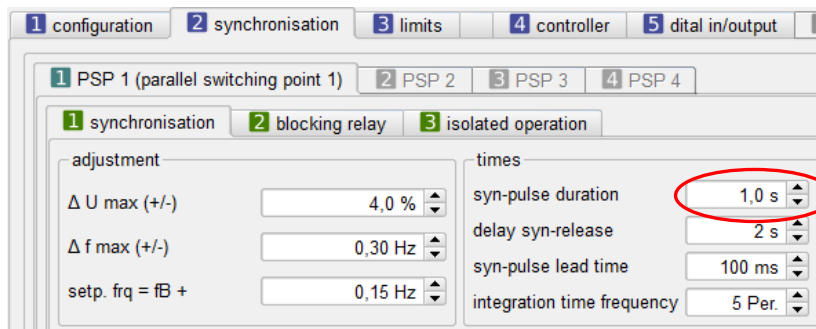 1 configuration 2 synchronisation 3 limits 4 controller 5 dital in/output
1 PSP 1 (parallel switching point 1) 2 PSP 2 3 PSP 3 4 PSP 4
1 synchronisation 2 blocking relay 3 isolated operation
adjustment
Δ U max (+/-) 4,0 %
Δ f max (+/-) 0,30 Hz
setp. frq = fB + 0,15 Hz
times
syn-pulse duration 1,0 s
delay syn-release 2 s
syn-pulse lead time 100 ms
integration time frequency 5 Per.